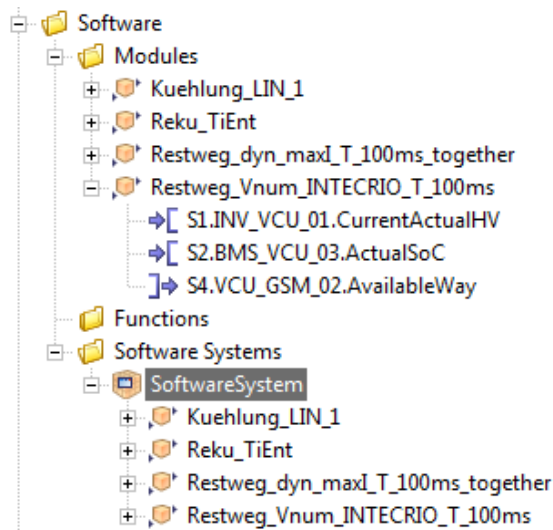 Software
Modules
Kuehlung_LIN_1
Reku_TiEnt
Restweg_dyn_maxI_T_100ms_together
Restweg_Vnum_INTECRIO_T_100ms
S1.INV_VCU_01.CurrentActualHV
S2.BMS_VCU_03.ActualSoC
S4.VCU_GSM_02.AvailableWay
Functions
Software Systems
SoftwareSystem
Kuehlung_LIN_1
Reku_TiEnt
Restweg_dyn_maxI_T_100ms_together
Restweg_Vnum_INTECRIO_T_100ms